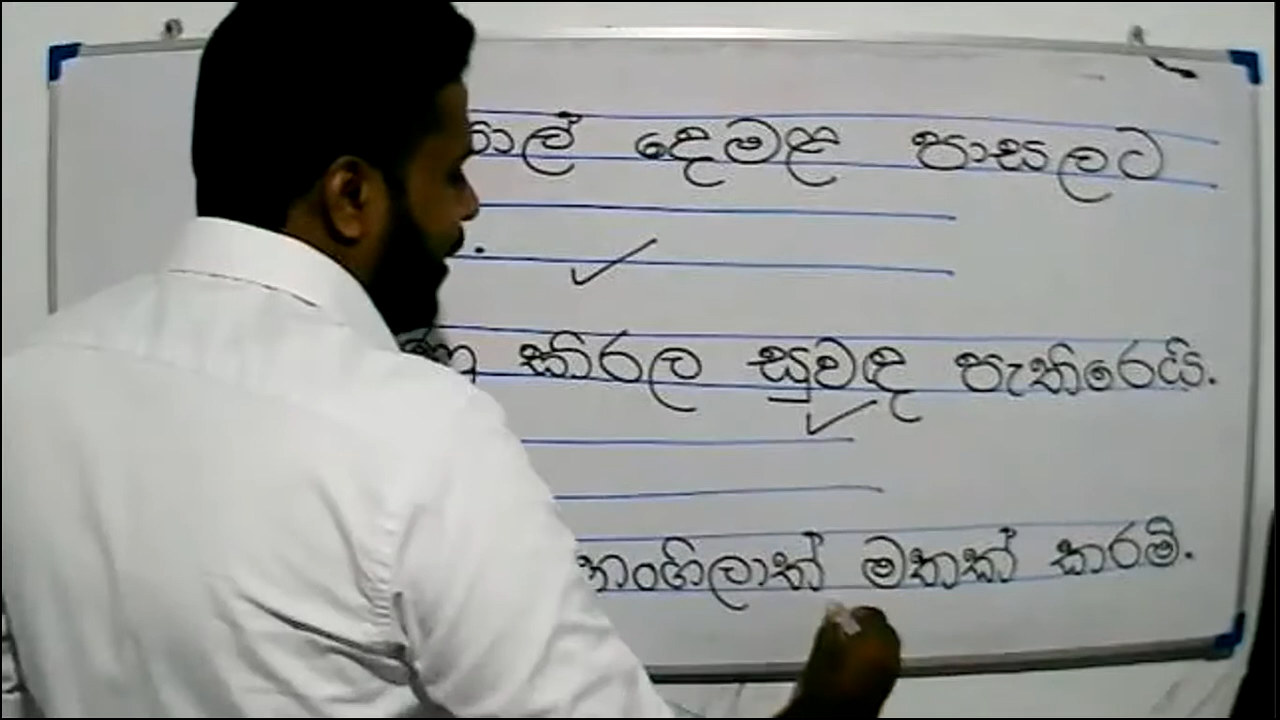 දෙමළ පාසලට
කිරල සුවඳ පැතිරෙයි.
නංගිලාත් මතක් කරමි.